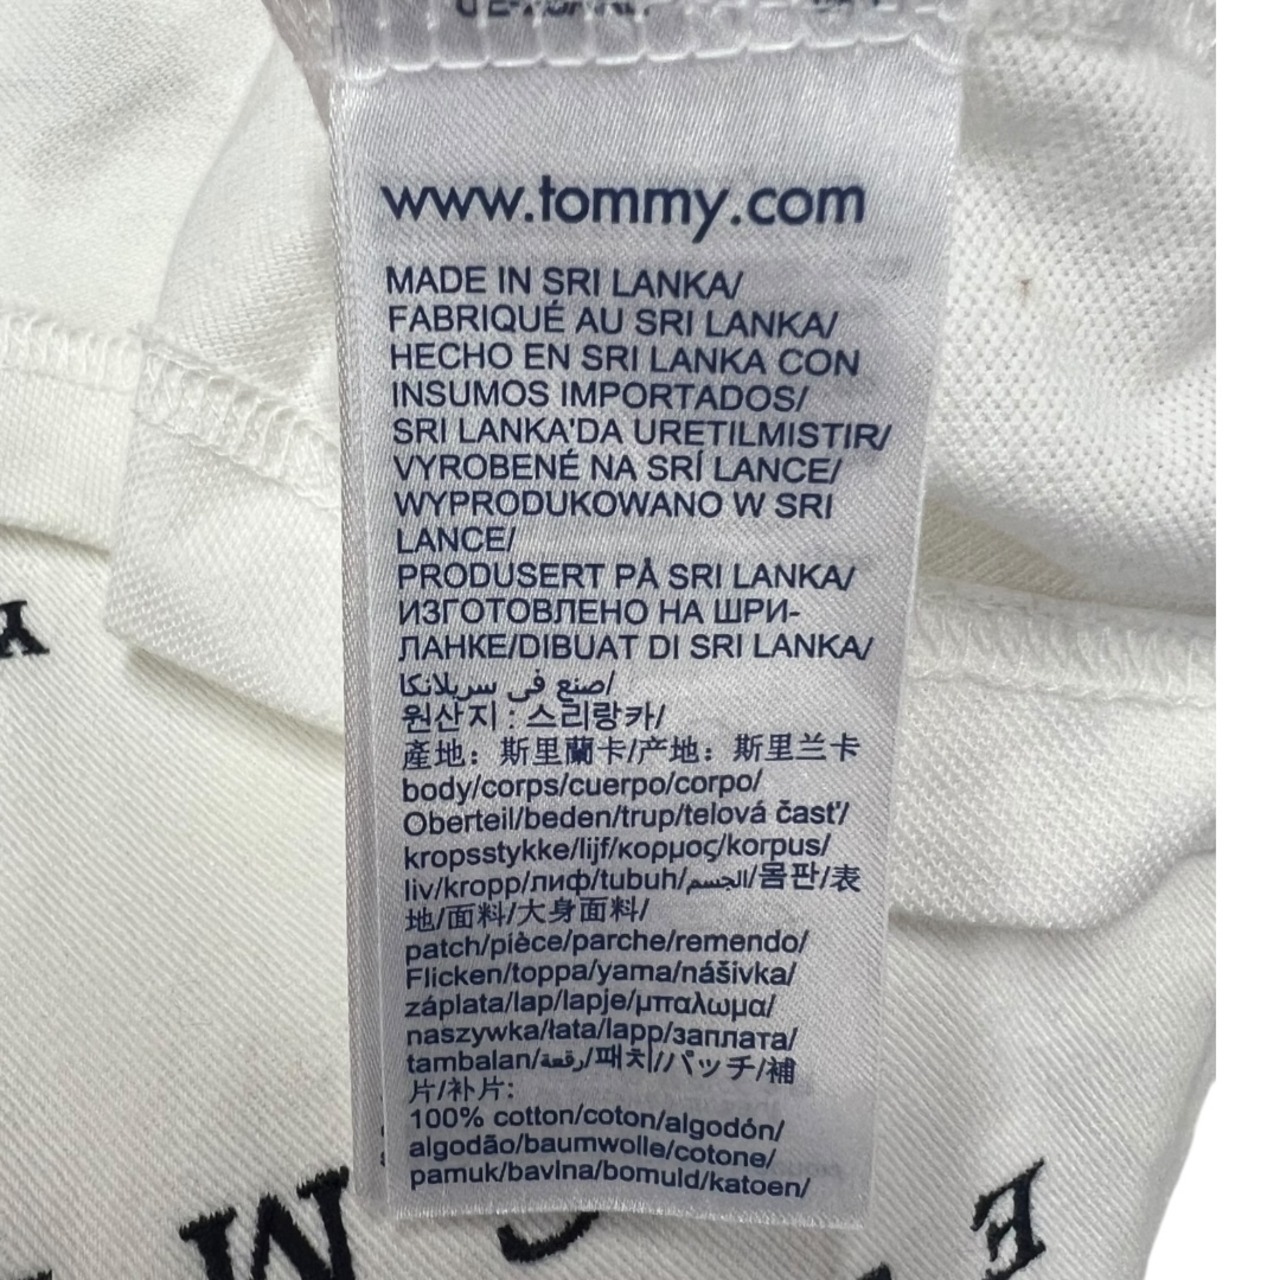 www.tommy.com
MADE IN SRI LANKA/
FABRIQUÉ AU SRI LANKA/
HECHO EN SRI LANKA CON
INSUMOS IMPORTADOS/
SRI LANKA'DA URETILMISTIR/
VYROBENÉ NA SRÍ LANCE/
WYPRODUKOWANO W SRI
LANCE/
PRODUSERT PÅ SRI LANKA/
ИЗГОТОВЛЕНО НА ШРИ-
ЛАНКЕ/DIBUAT DI SRI LANKA/
صنع في سريلانكا/
원산지 : 스리랑카/
產地：斯里蘭卡/产地：斯里兰卡
body/corps/cuerpo/corpo/
Oberteil/beden/trup/telová časť/
kropsstykke/lijf/κορμος/korpus/
liv/kropp/лиф/tubuh/الجسم/몸판/表
地/面料/大身面料/
patch/pièce/parche/remendo/
Flicken/toppa/yama/nášivka/
záplata/lap/lapje/μπαλωμα/
naszywka/łata/lapp/заплата/
tambalan/رقعة/패치/パッチ/補
片/补片:
100% cotton/coton/algodón/
algodão/baumwolle/cotone/
pamuk/bavlna/bomuld/katoen/
Y
M
E